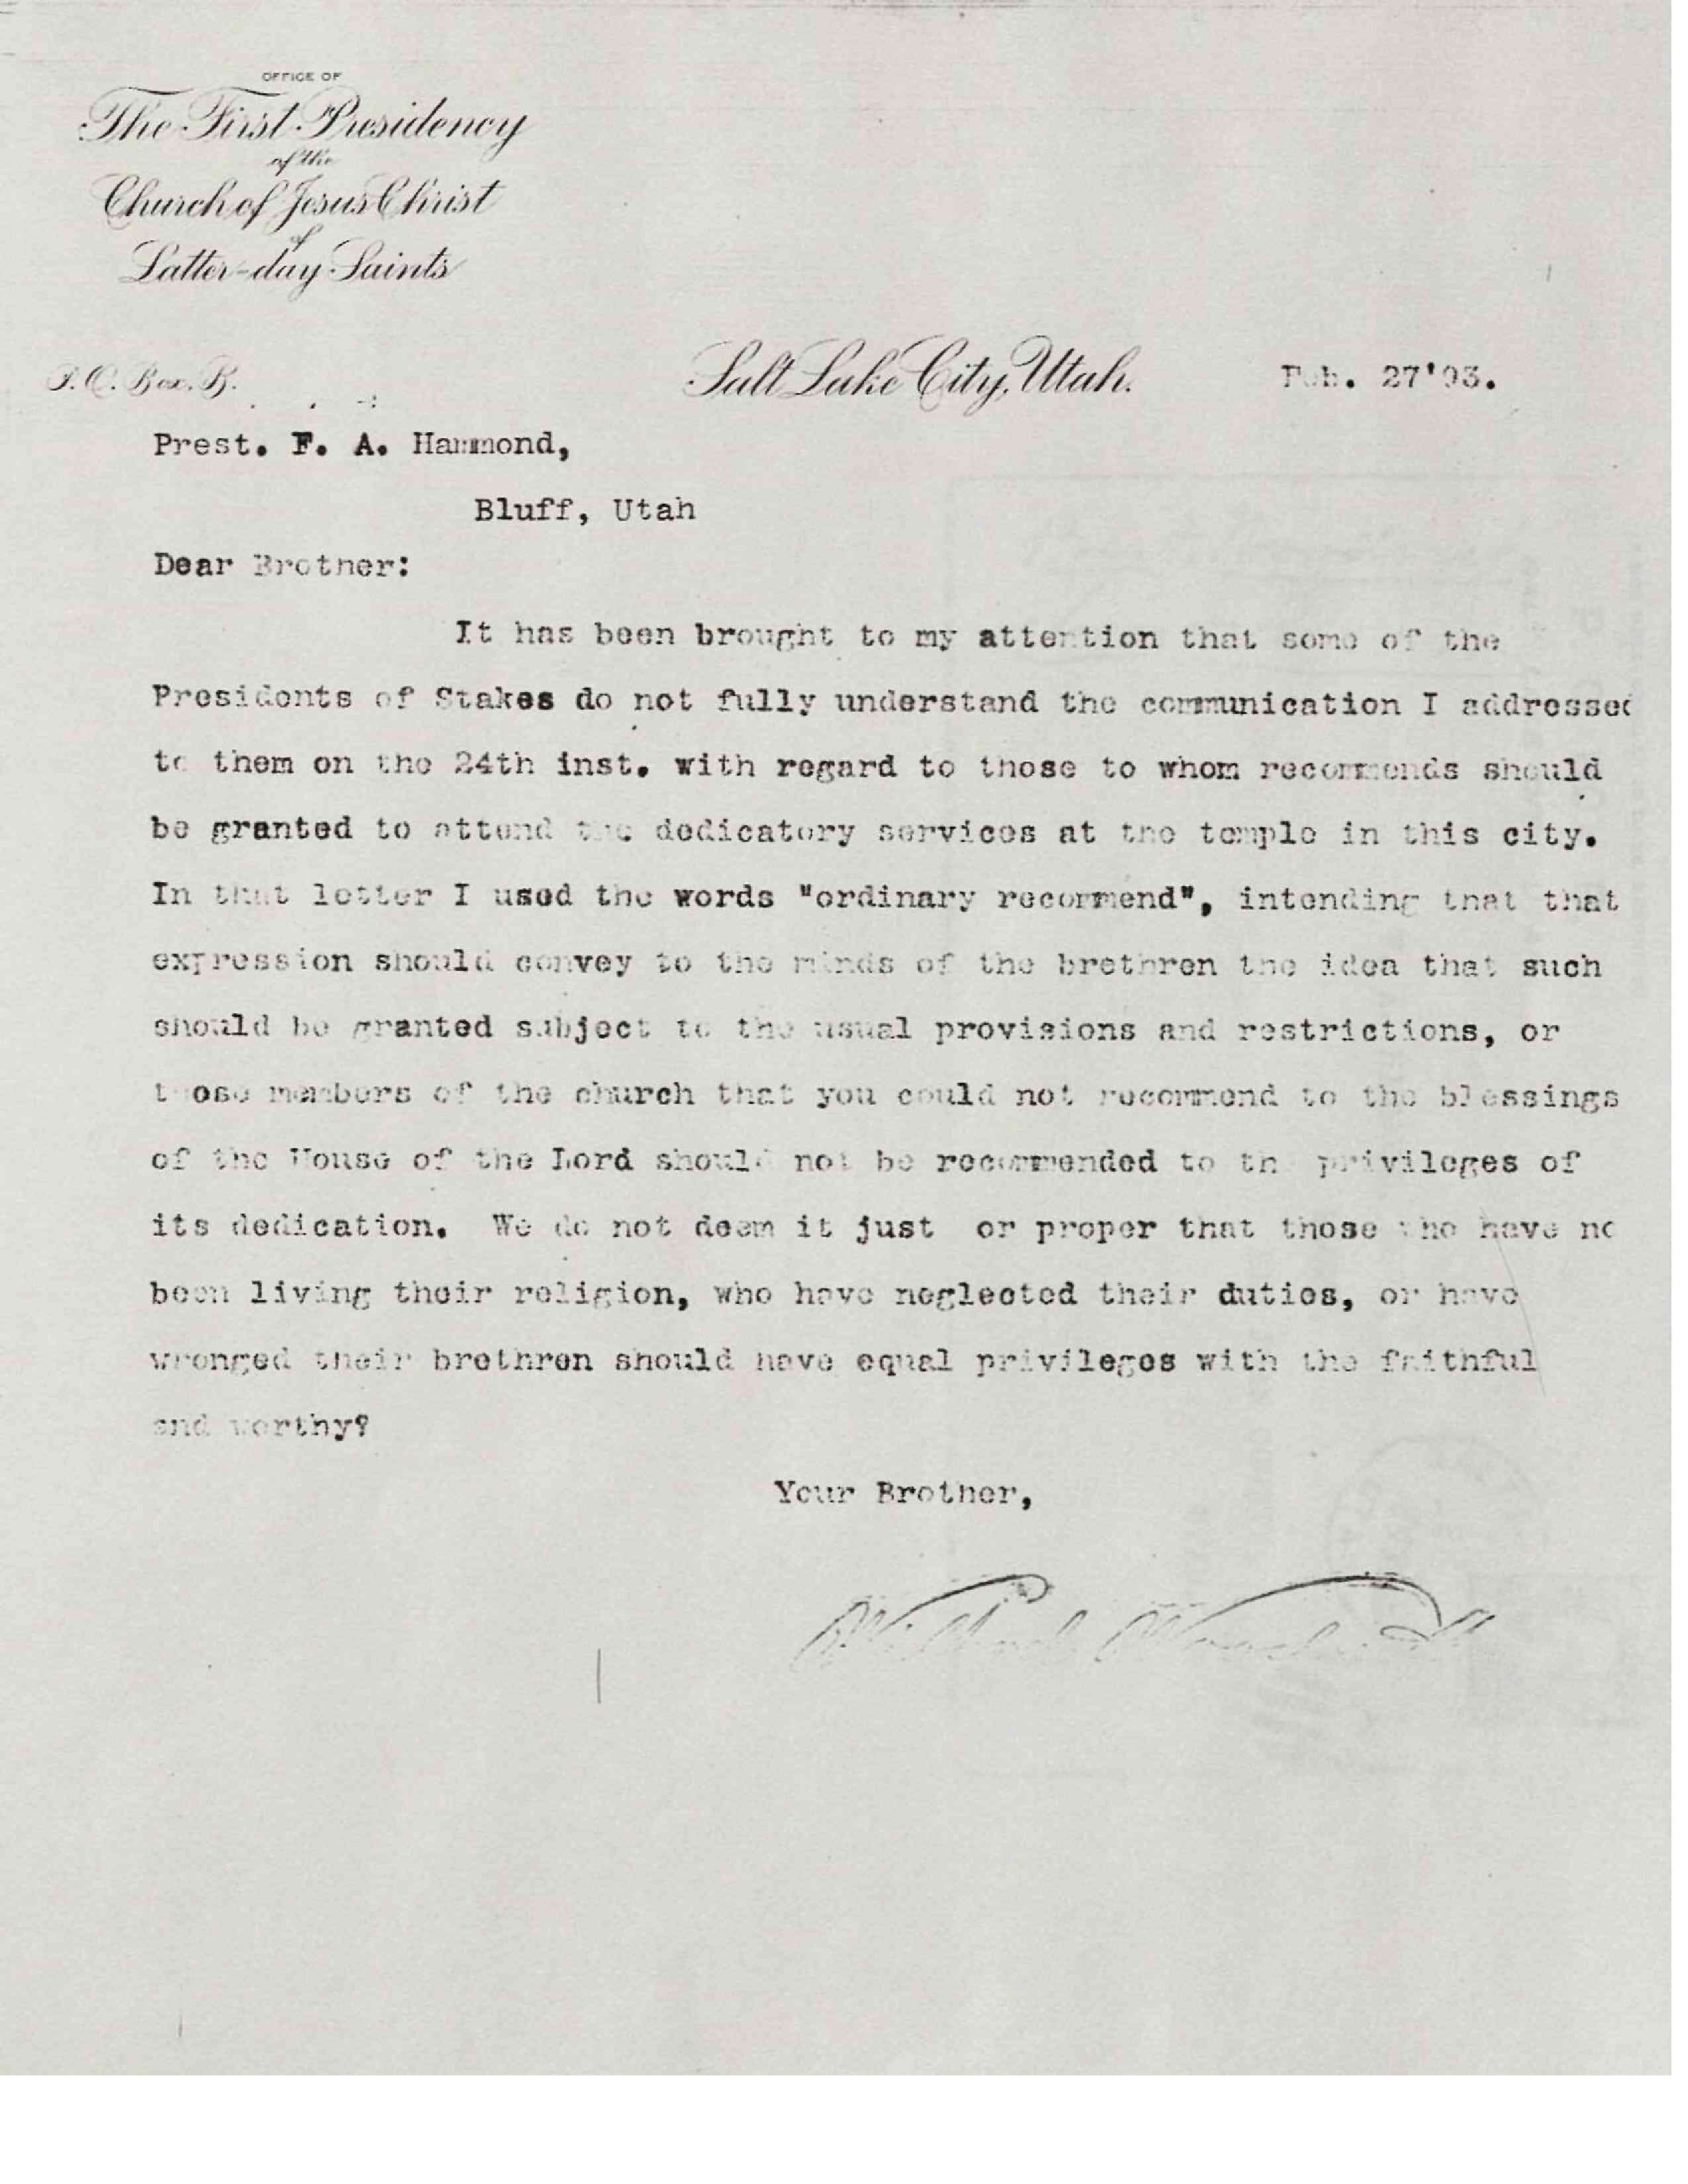 OFFICE OF
The First Presidency
of the
Church of Jesus Christ
of
Latter-day Saints
P.O. Box, B.
Salt Lake City, Utah. Feb. 27'93.
Prest. F. A. Hammond,
Bluff, Utah
Dear Brother:
It has been brought to my attention that some of the
Presidents of Stakes do not fully understand the communication I addressed
to them on the 24th inst. with regard to those to whom recommends should
be granted to attend the dedicatory services at the temple in this city.
In that letter I used the words "ordinary recommend", intending that that
expression should convey to the minds of the brethren the idea that such
should be granted subject to the usual provisions and restrictions, or
those members of the church that you could not recommend to the blessings
of the House of the Lord should not be recommended to th privileges of
its dedication. We do not deem it just or proper that those who have no
been living their religion, who have neglected their duties, or have
wronged their brethren should have equal privileges with the faithful
and worthy?
Your Brother,
Wilford Woodruff